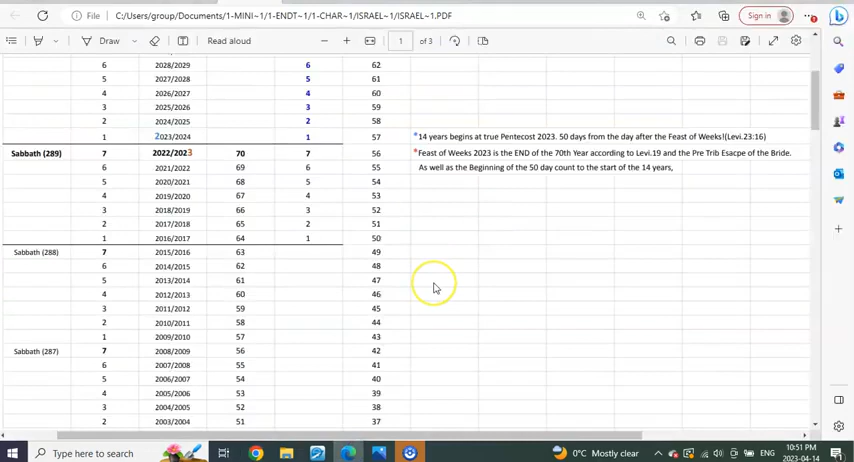 File | C:/Users/group/Documents/1-MINI~1/1-ENDT~1/1-CHAR~1/ISRAEL~1/ISRAEL~1.PDF
Sign in
Draw
Read aloud
1 of 3
6 2028/2029 6 62
5 2027/2028 5 61
4 2026/2027 4 60
3 2025/2026 3 59
2 2024/2025 2 58
1 2023/2024 1 57 *14 years begins at true Pentecost 2023. 50 days from the day after the Feast of Weeks!(Levi.23:16)
Sabbath (289) 7 2022/2023 70 7 56 *Feast of Weeks 2023 is the END of the 70th Year according to Levi.19 and the Pre Trib Esacpe of the Bride.
6 2021/2022 69 6 55 As well as the Beginning of the 50 day count to the start of the 14 years,
5 2020/2021 68 5 54
4 2019/2020 67 4 53
3 2018/2019 66 3 52
2 2017/2018 65 2 51
1 2016/2017 64 1 50
Sabbath (288) 7 2015/2016 63 49
6 2014/2015 62 48
5 2013/2014 61 47
4 2012/2013 60 46
3 2011/2012 59 45
2 2010/2011 58 44
1 2009/2010 57 43
Sabbath (287) 7 2008/2009 56 42
6 2007/2008 55 41
5 2006/2007 54 40
4 2005/2006 53 39
3 2004/2005 52 38
2 2003/2004 51 37
Type here to search
0°C Mostly clear
ENG
10:51 PM
2023-04-14